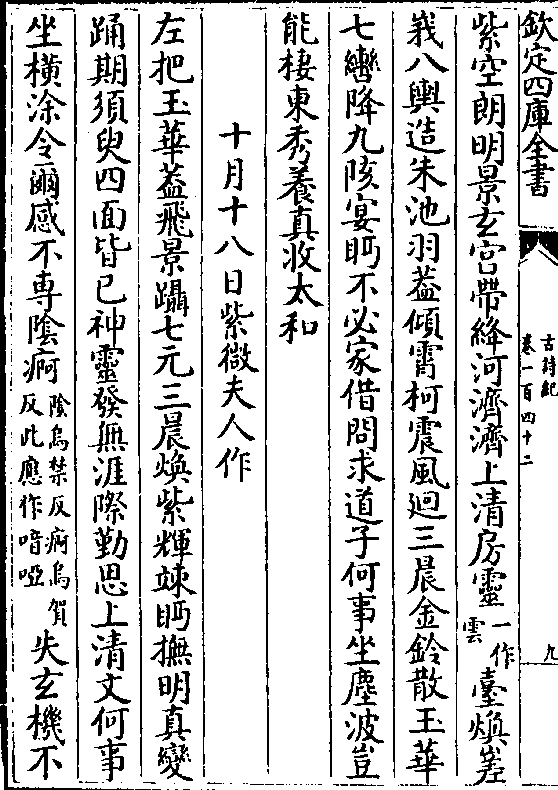 欽定四庫全書
古詩紀
卷一百四十二
九
紫空朗明景玄宫帶絳河濟濟上清房靈一作雲臺煥嵳
峩八輿造朱池羽葢傾霄柯震風迴三晨金鈴散玉華
七轡降九陔宴眄不必家借問求道子何事坐塵波豈
能棲東秀養真收太和
十月十八日紫微夫人作
左把玉華葢飛景躡七元三晨煥紫輝竦眄撫明真變
踊期須臾四面皆已神靈發無涯際勤思上清文何事
坐橫涂令爾感不専隂痾隂烏禁反痾烏賀反此應作喑啞失玄機不